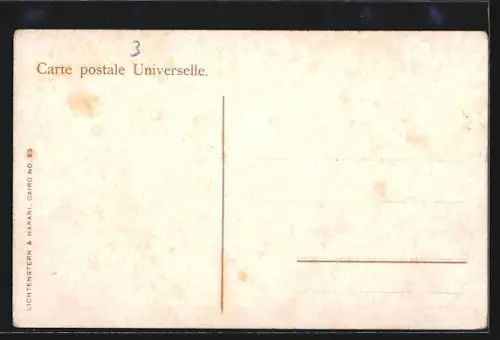 3
Carte postale Universelle.
LICHTENSTERN & HARARI, CAIRO NO. 83